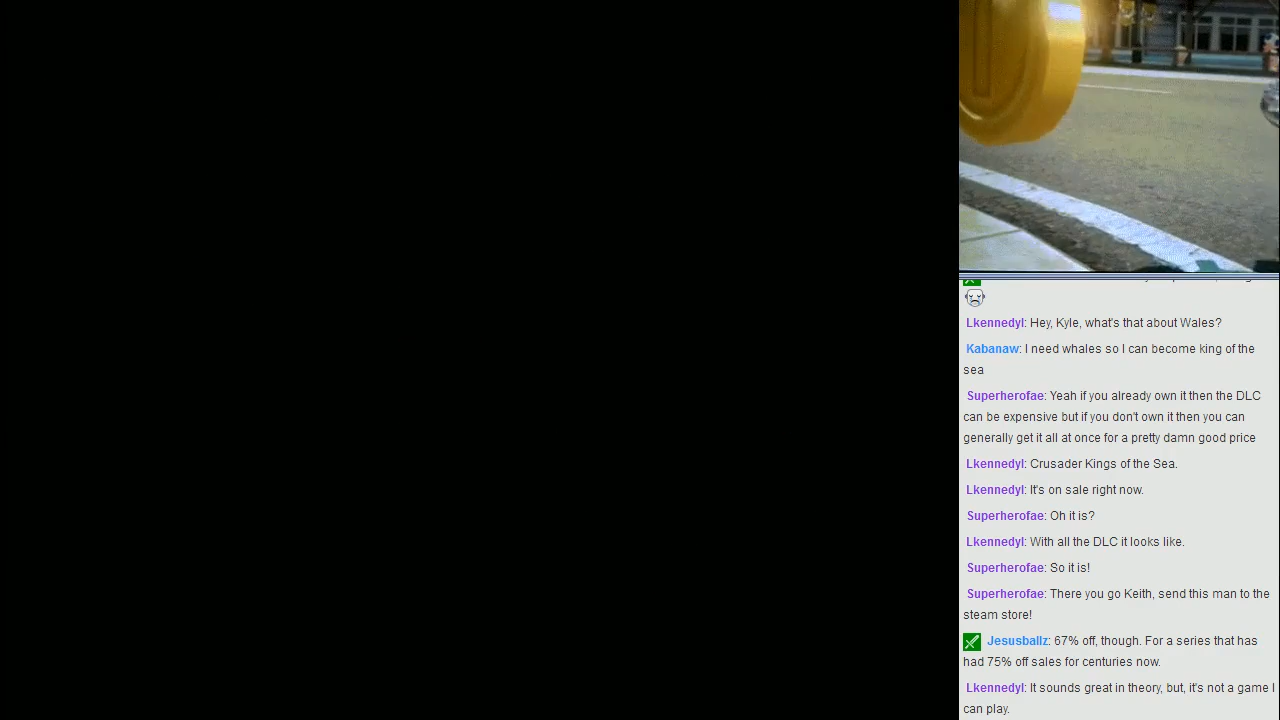 Lkennedyl: Hey, Kyle, what's that about Wales?
Kabanaw: I need whales so I can become king of the
sea
Superherofae: Yeah if you already own it then the DLC
can be expensive but if you don't own it then you can
generally get it all at once for a pretty damn good price
Lkennedyl: Crusader Kings of the Sea.
Lkennedyl: It's on sale right now.
Superherofae: Oh it is?
Lkennedyl: With all the DLC it looks like.
Superherofae: So it is!
Superherofae: There you go Keith, send this man to the
steam store!
Jesusballz: 67% off, though. For a series that has
had 75% off sales for centuries now.
Lkennedyl: It sounds great in theory, but, it's not a game I
can play.